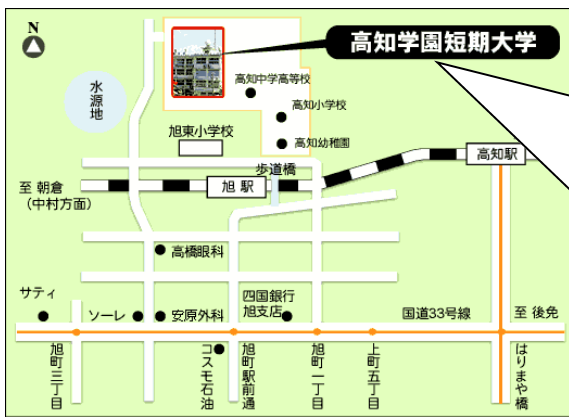 N
高知学園短期大学
水源地
高知中学高等校
高知小学校
旭東小学校
高知幼稚園
歩道橋
高知駅
至 朝倉
(中村方面)
旭 駅
高橋眼科
サティ
ソーレ
安原外科
四国銀行
旭支店
国道33号線
至 後免
旭町三丁目
コスモ石油
旭町駅前通
旭町一丁目
上町五丁目
はりまや橋